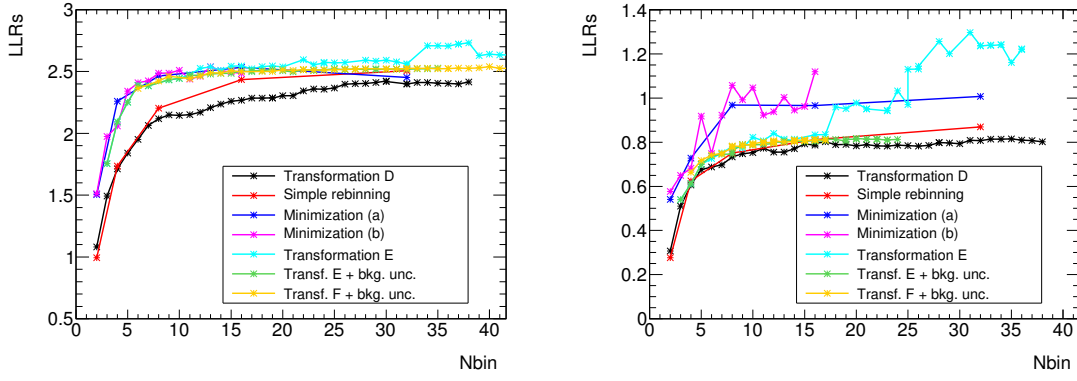 LLRs
3
2.5
2
1.5
1
0.5
0 5 10 15 20 25 30 35 40
Nbin
Transformation D
Simple rebinning
Minimization (a)
Minimization (b)
Transformation E
Transf. E + bkg. unc.
Transf. F + bkg. unc.
LLRs
1.4
1.2
1
0.8
0.6
0.4
0.2
0
0 5 10 15 20 25 30 35 40
Nbin
Transformation D
Simple rebinning
Minimization (a)
Minimization (b)
Transformation E
Transf. E + bkg. unc.
Transf. F + bkg. unc.